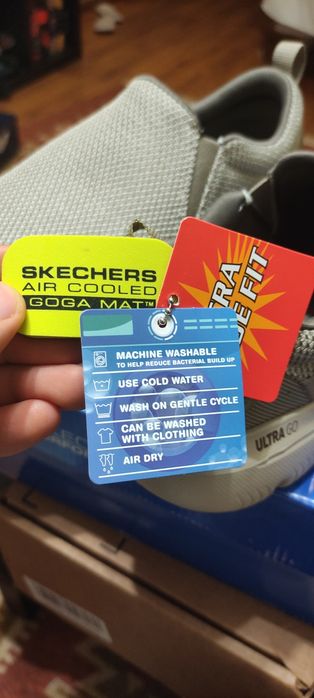 SKECHERS
AIR COOLED
GOGA MAT™
FIT
MACHINE WASHABLE
TO HELP REDUCE BACTERIAL BUILD UP
USE COLD WATER
WASH ON GENTLE CYCLE
CAN BE WASHED
WITH CLOTHING
AIR DRY
ULTRA GO